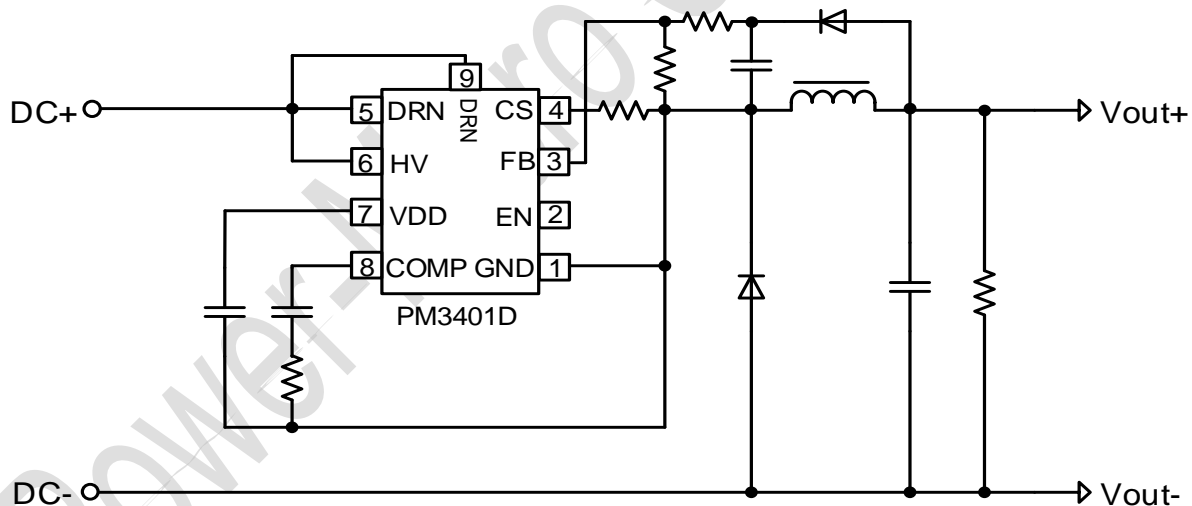 9
DRN
DC+
5 DRN CS 4
6 HV FB 3
7 VDD EN 2
8 COMP GND 1
PM3401D
Vout+
DC-
Vout-